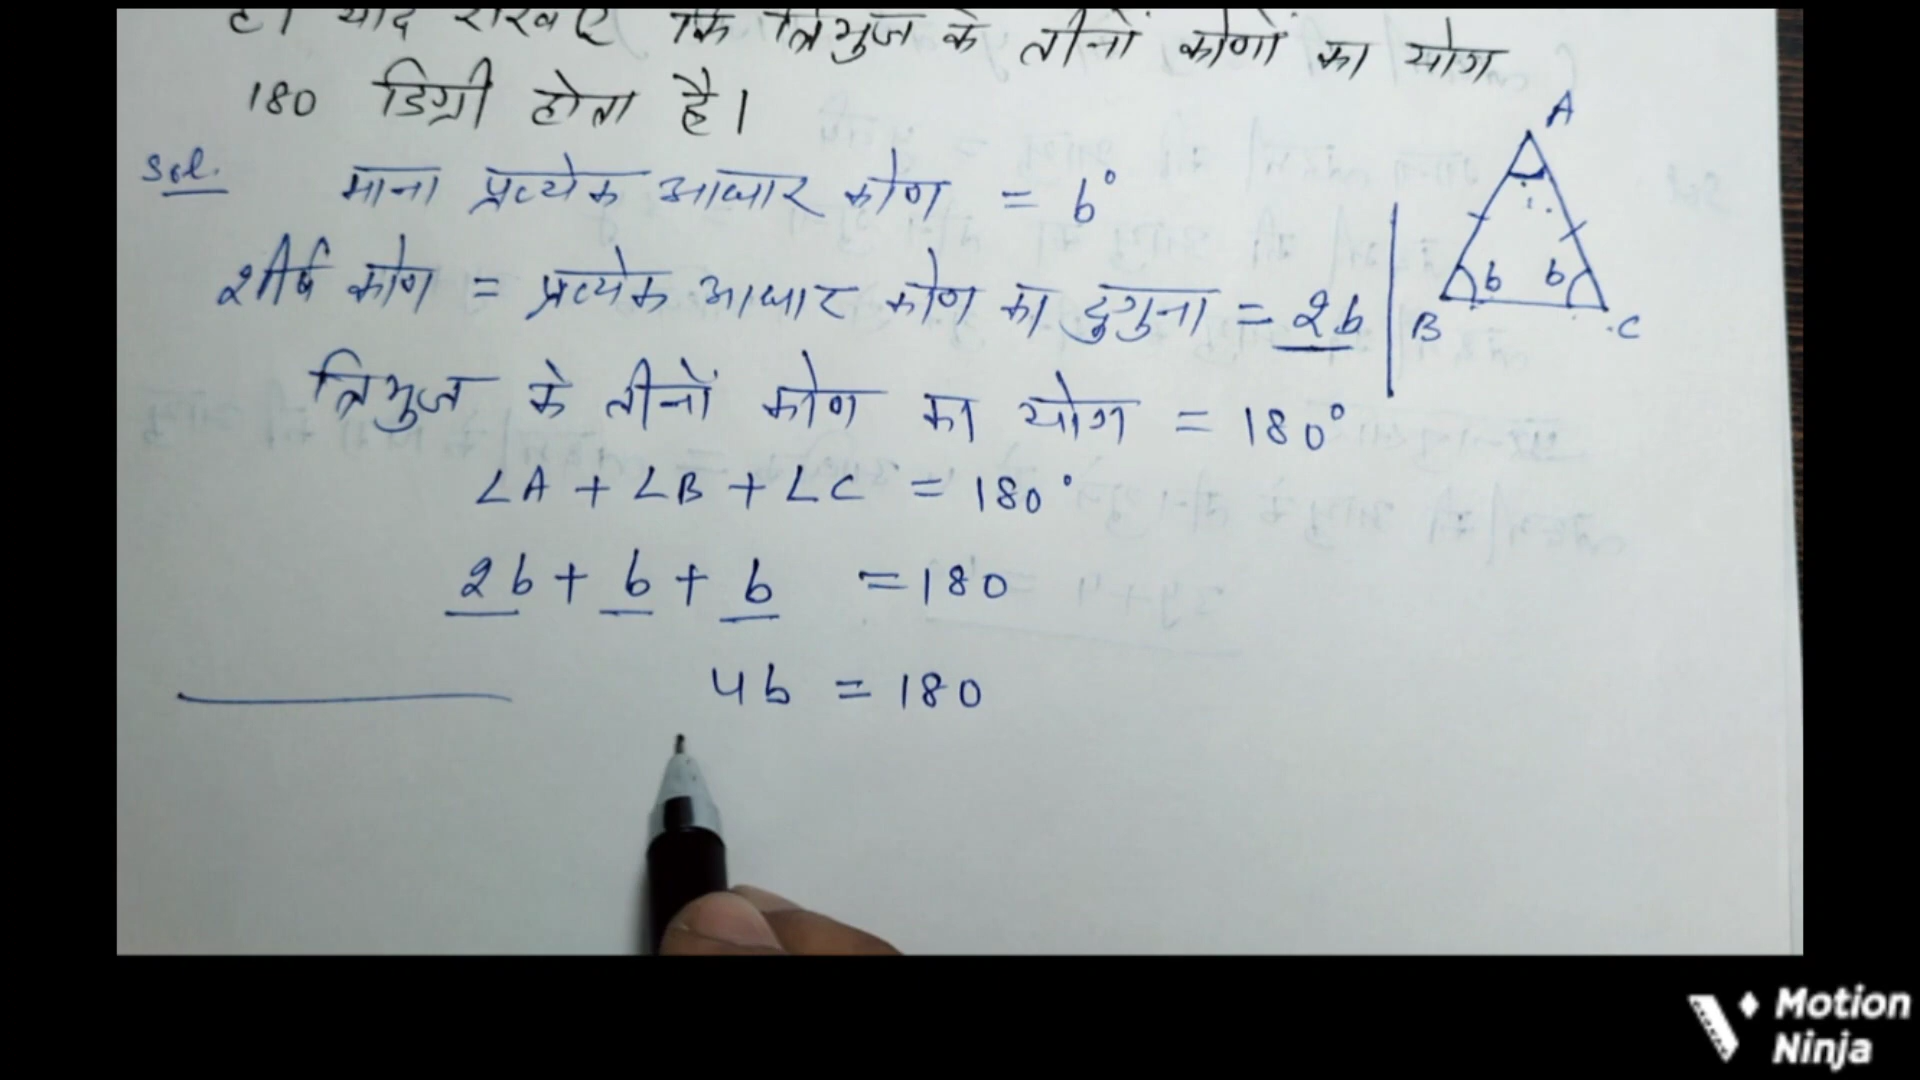 है। याद रखिए कि त्रिभुज के तीनों कोणों का योग
180 डिग्री होता है।
Sol. माना प्रत्येक आधार कोण = b°
शीर्ष कोण = प्रत्येक आधार कोण का दुगुना = 2b
A
b b
B C
त्रिभुज के तीनों कोण का योग = 180°
∠A + ∠B + ∠C = 180°
2b + b + b = 180
4b = 180
Motion
Ninja